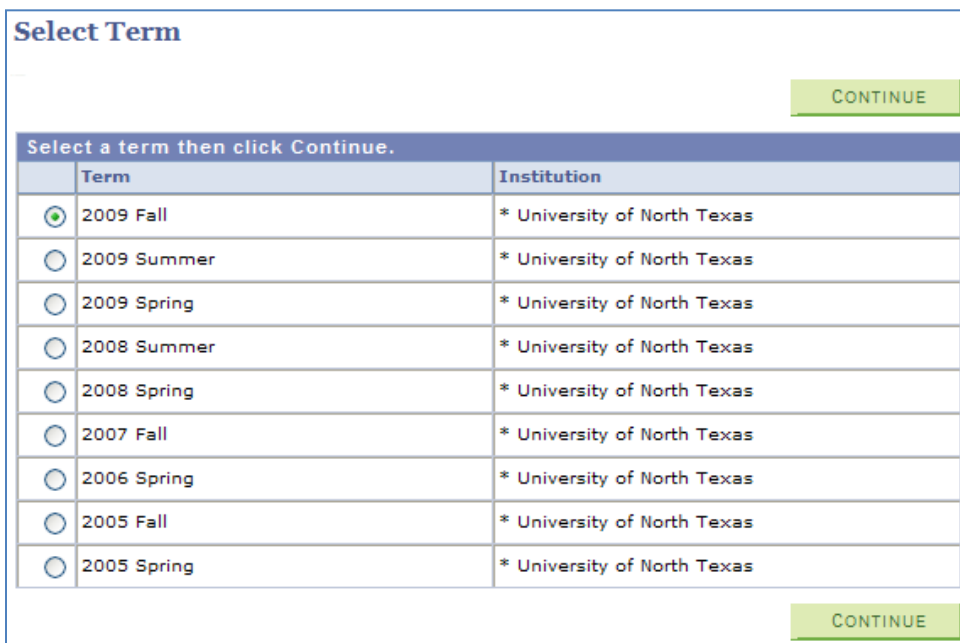 Select Term
CONTINUE
Select a term then click Continue.
Term Institution
2009 Fall * University of North Texas
2009 Summer * University of North Texas
2009 Spring * University of North Texas
2008 Summer * University of North Texas
2008 Spring * University of North Texas
2007 Fall * University of North Texas
2006 Spring * University of North Texas
2005 Fall * University of North Texas
2005 Spring * University of North Texas
CONTINUE